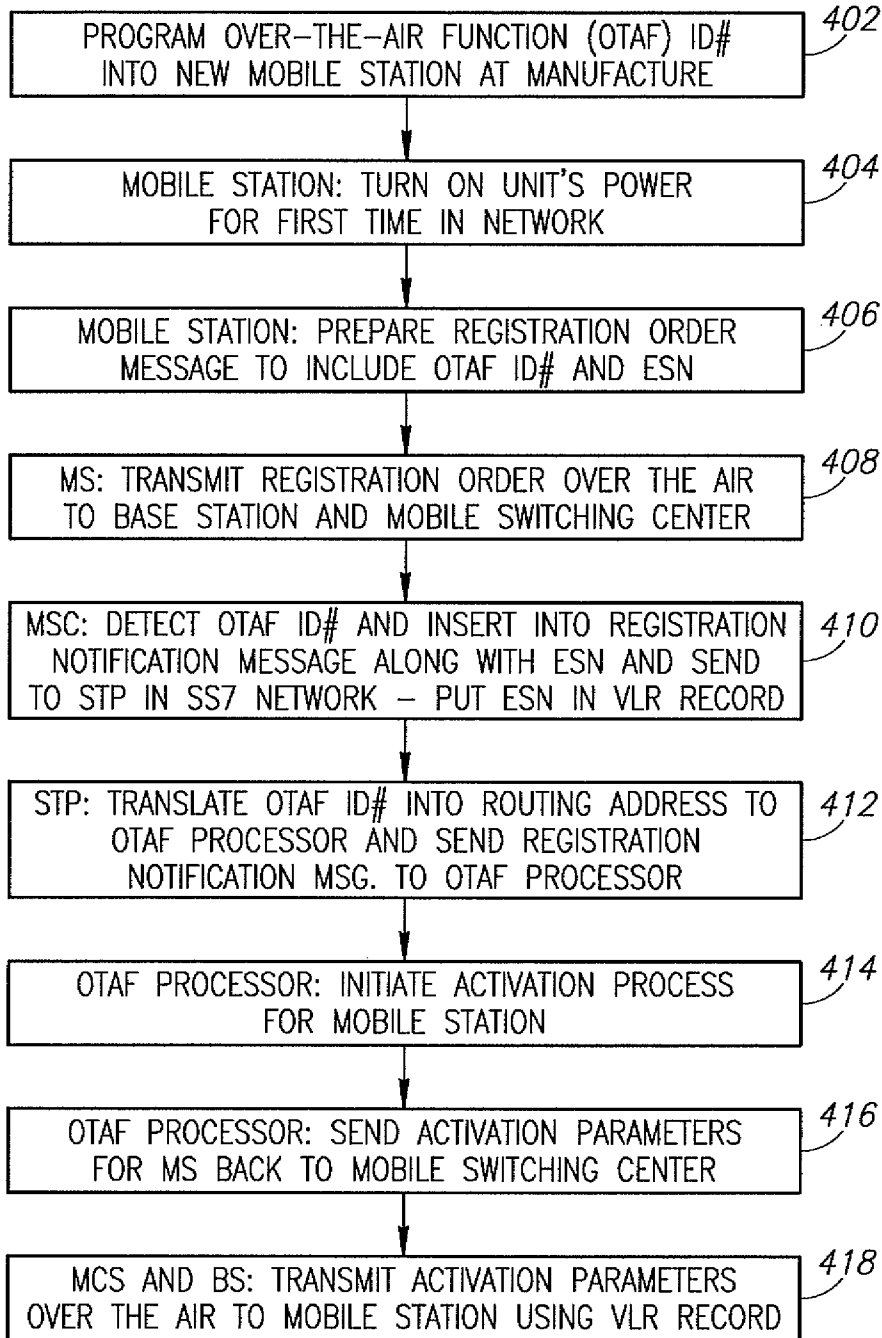 PROGRAM OVER-THE-AIR FUNCTION (OTAF) ID#
INTO NEW MOBILE STATION AT MANUFACTURE
402
MOBILE STATION: TURN ON UNIT'S POWER
FOR FIRST TIME IN NETWORK
404
MOBILE STATION: PREPARE REGISTRATION ORDER
MESSAGE TO INCLUDE OTAF ID# AND ESN
406
MS: TRANSMIT REGISTRATION ORDER OVER THE AIR
TO BASE STATION AND MOBILE SWITCHING CENTER
408
MSC: DETECT OTAF ID# AND INSERT INTO REGISTRATION
NOTIFICATION MESSAGE ALONG WITH ESN AND SEND
TO STP IN SS7 NETWORK – PUT ESN IN VLR RECORD
410
STP: TRANSLATE OTAF ID# INTO ROUTING ADDRESS TO
OTAF PROCESSOR AND SEND REGISTRATION
NOTIFICATION MSG. TO OTAF PROCESSOR
412
OTAF PROCESSOR: INITIATE ACTIVATION PROCESS
FOR MOBILE STATION
414
OTAF PROCESSOR: SEND ACTIVATION PARAMETERS
FOR MS BACK TO MOBILE SWITCHING CENTER
416
MCS AND BS: TRANSMIT ACTIVATION PARAMETERS
OVER THE AIR TO MOBILE STATION USING VLR RECORD
418